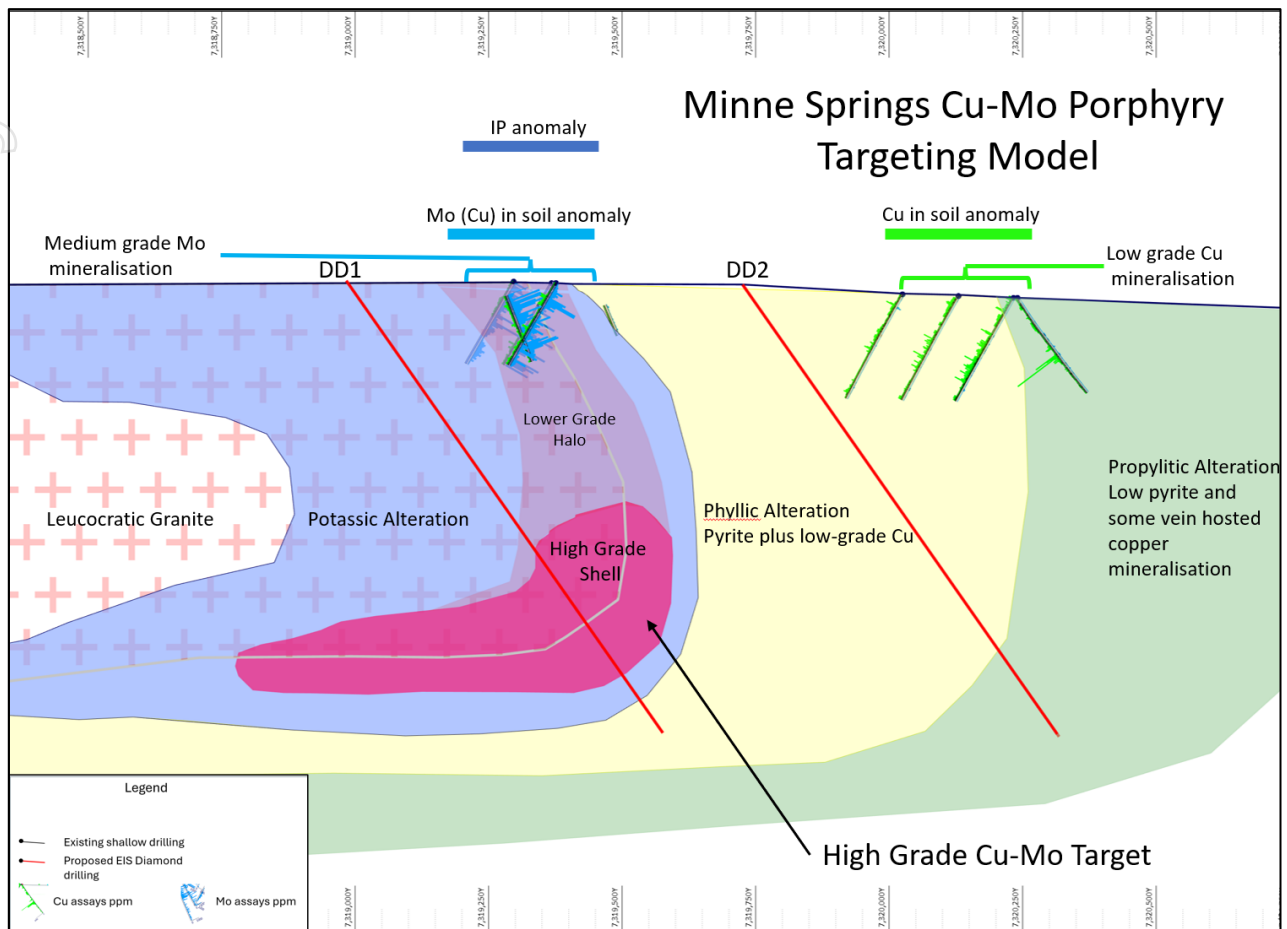 7,318,500Y
7,318,750Y
7,319,000Y
7,319,250Y
7,319,500Y
7,319,750Y
7,320,000Y
7,320,250Y
7,320,500Y
Minne Springs Cu-Mo Porphyry
Targeting Model
IP anomaly
Mo (Cu) in soil anomaly
Cu in soil anomaly
Medium grade Mo
mineralisation
DD1
DD2
Low grade Cu
mineralisation
Lower Grade
Halo
Leucocratic Granite
Potassic Alteration
High Grade
Shell
Phyllic Alteration
Pyrite plus low-grade Cu
Propylitic Alteration
Low pyrite and
some vein hosted
copper
mineralisation
High Grade Cu-Mo Target
Legend
Existing shallow drilling
Proposed EIS Diamond
drilling
Cu assays ppm
Mo assays ppm
7,319,000Y
7,319,250Y
7,319,500Y
7,319,750Y
7,320,000Y
7,320,250Y
7,320,500Y